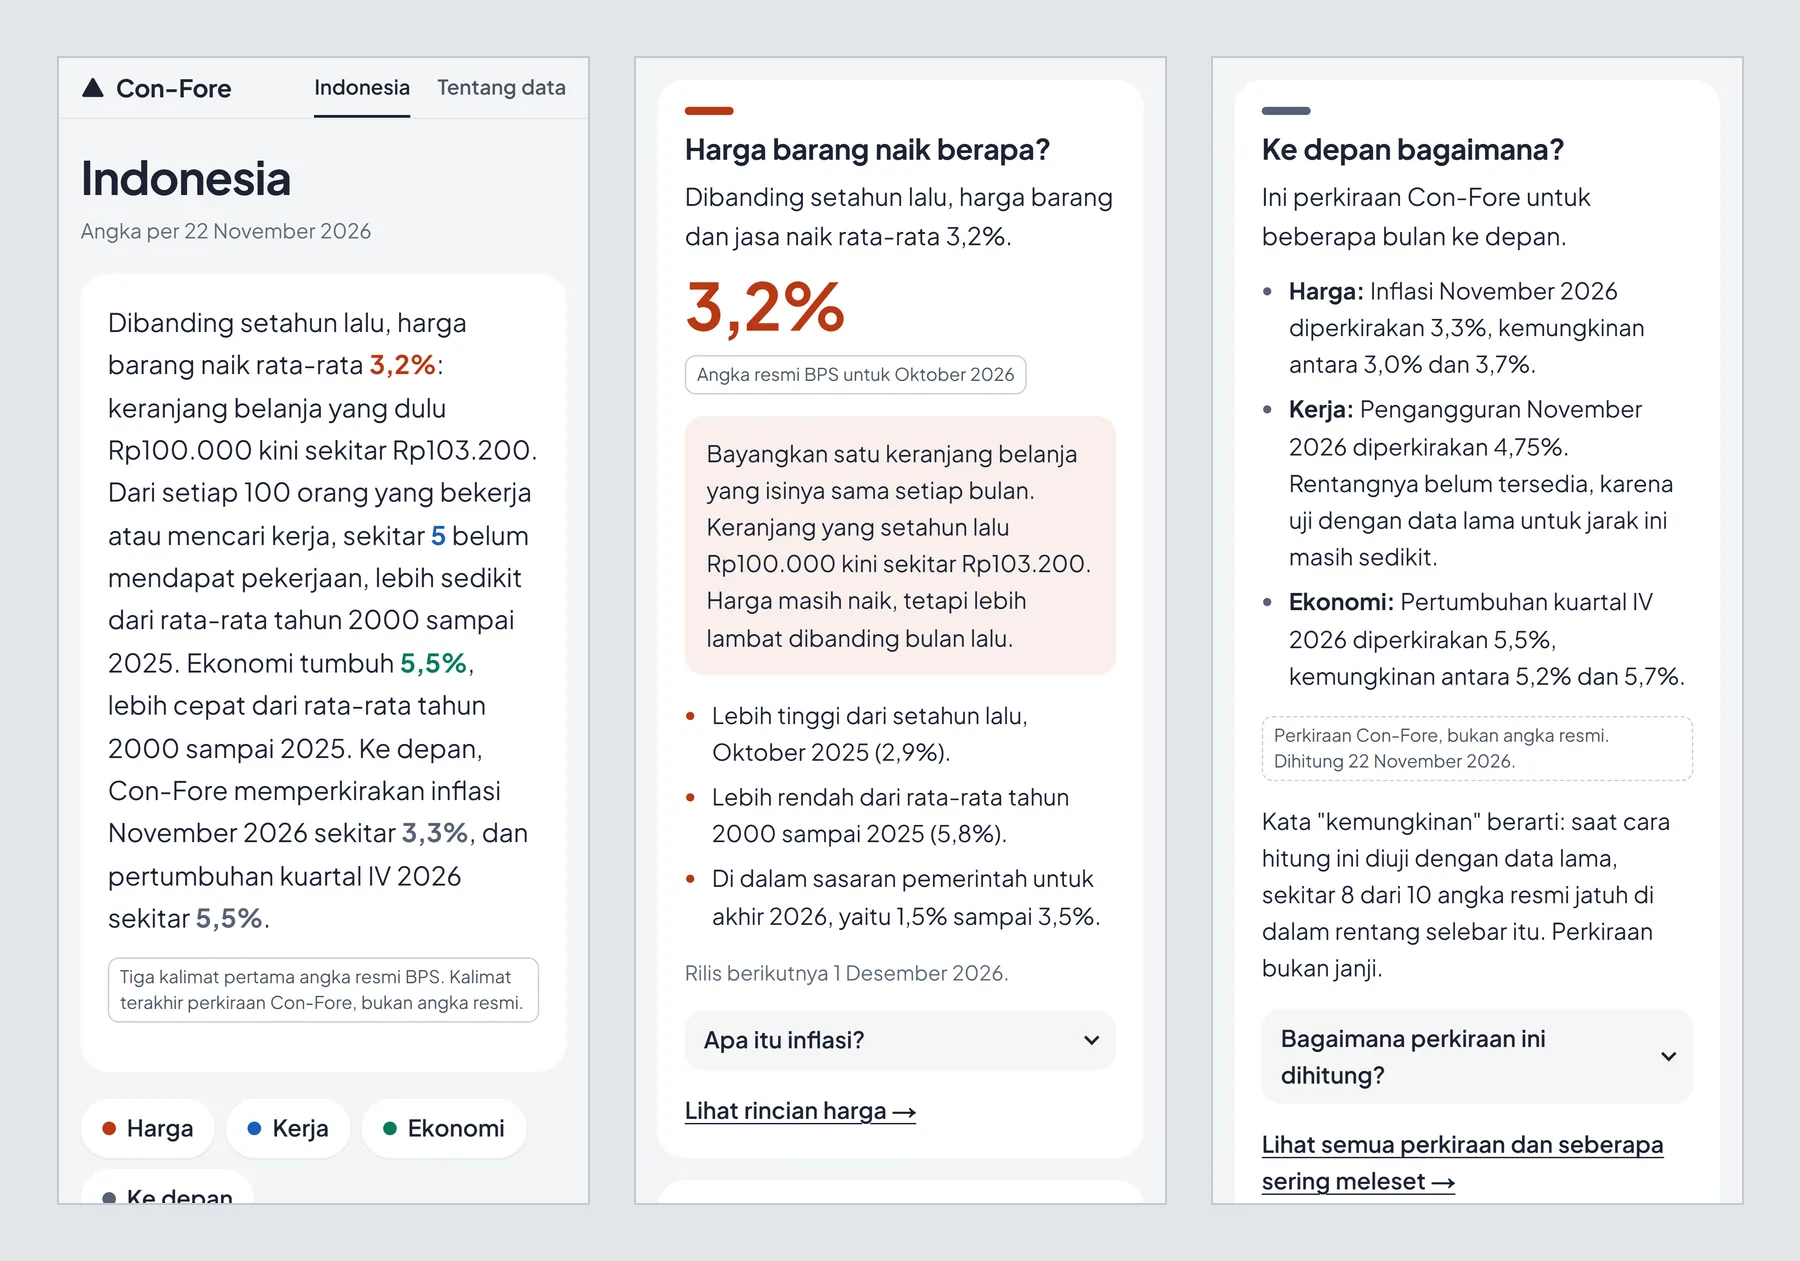 Con-Fore
Indonesia
Tentang data
Indonesia
Angka per 22 November 2026
Dibanding setahun lalu, harga
barang naik rata-rata 3,2%:
keranjang belanja yang dulu
Rp100.000 kini sekitar Rp103.200.
Dari setiap 100 orang yang bekerja
atau mencari kerja, sekitar 5 belum
mendapat pekerjaan, lebih sedikit
dari rata-rata tahun 2000 sampai
2025. Ekonomi tumbuh 5,5%,
lebih cepat dari rata-rata tahun
2000 sampai 2025. Ke depan,
Con-Fore memperkirakan inflasi
November 2026 sekitar 3,3%, dan
pertumbuhan kuartal IV 2026
sekitar 5,5%.
Tiga kalimat pertama angka resmi BPS. Kalimat
terakhir perkiraan Con-Fore, bukan angka resmi.
Harga
Kerja
Ekonomi
Ke depan
Harga barang naik berapa?
Dibanding setahun lalu, harga barang
dan jasa naik rata-rata 3,2%.
3,2%
Angka resmi BPS untuk Oktober 2026
Bayangkan satu keranjang belanja
yang isinya sama setiap bulan.
Keranjang yang setahun lalu
Rp100.000 kini sekitar Rp103.200.
Harga masih naik, tetapi lebih
lambat dibanding bulan lalu.
Lebih tinggi dari setahun lalu,
Oktober 2025 (2,9%).
Lebih rendah dari rata-rata tahun
2000 sampai 2025 (5,8%).
Di dalam sasaran pemerintah untuk
akhir 2026, yaitu 1,5% sampai 3,5%.
Rilis berikutnya 1 Desember 2026.
Apa itu inflasi?
Lihat rincian harga →
Ke depan bagaimana?
Ini perkiraan Con-Fore untuk
beberapa bulan ke depan.
Harga: Inflasi November 2026
diperkirakan 3,3%, kemungkinan
antara 3,0% dan 3,7%.
Kerja: Pengangguran November
2026 diperkirakan 4,75%.
Rentangnya belum tersedia, karena
uji dengan data lama untuk jarak ini
masih sedikit.
Ekonomi: Pertumbuhan kuartal IV
2026 diperkirakan 5,5%,
kemungkinan antara 5,2% dan 5,7%.
Perkiraan Con-Fore, bukan angka resmi.
Dihitung 22 November 2026.
Kata "kemungkinan" berarti: saat cara
hitung ini diuji dengan data lama,
sekitar 8 dari 10 angka resmi jatuh di
dalam rentang selebar itu. Perkiraan
bukan janji.
Bagaimana perkiraan ini
dihitung?
Lihat semua perkiraan dan seberapa
sering meleset →